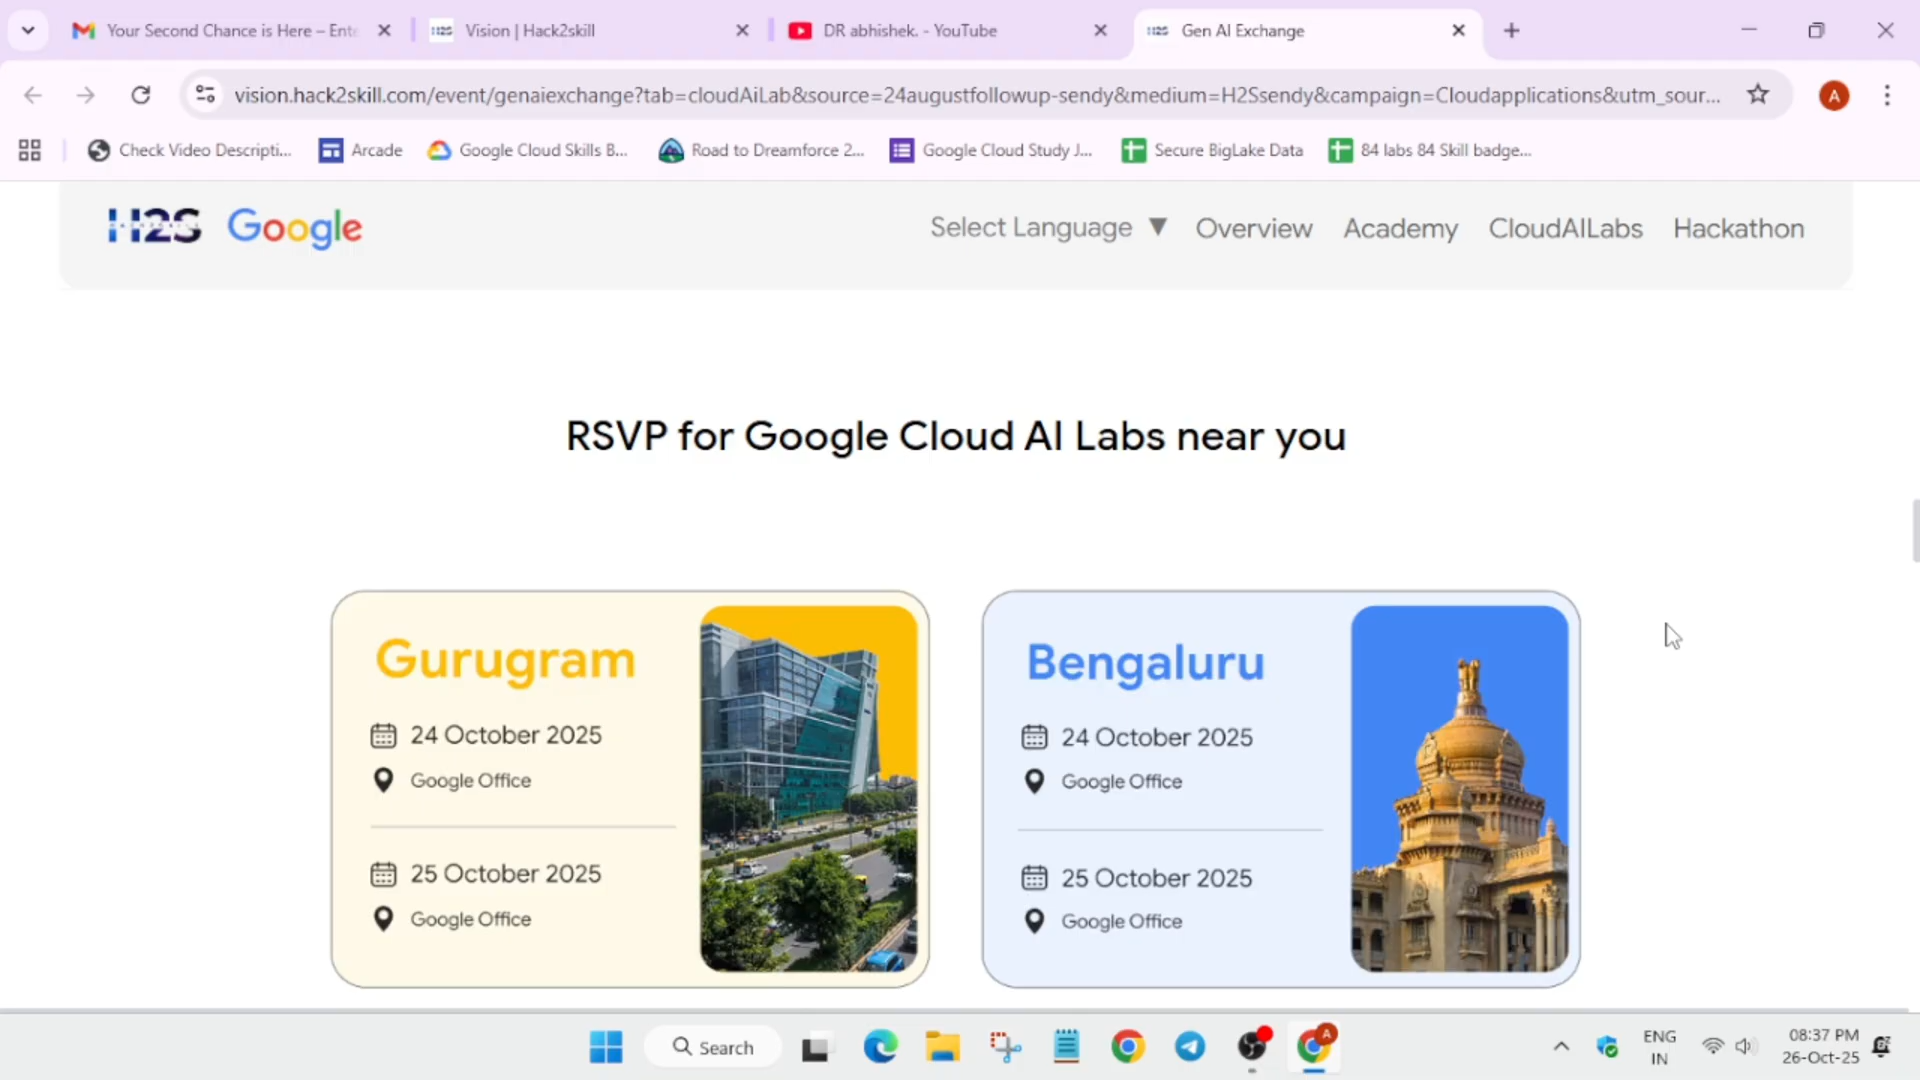 Your Second Chance is Here – Ente
Vision | Hack2skill
DR abhishek. - YouTube
Gen AI Exchange
vision.hack2skill.com/event/genaiexchange?tab=cloudAiLab&source=24augustfollowup-sendy&medium=H2Ssendy&campaign=Cloudapplications&utm_sour...
A
Check Video Descripti...
Arcade
Google Cloud Skills B...
Road to Dreamforce 2...
Google Cloud Study J...
Secure BigLake Data
84 labs 84 Skill badge...
H2S Google
Select Language ▼
Overview
Academy
CloudAILabs
Hackathon
RSVP for Google Cloud AI Labs near you
Gurugram
24 October 2025
Google Office
25 October 2025
Google Office
Bengaluru
24 October 2025
Google Office
25 October 2025
Google Office
Search
A
ENG
IN
08:37 PM
26-Oct-25